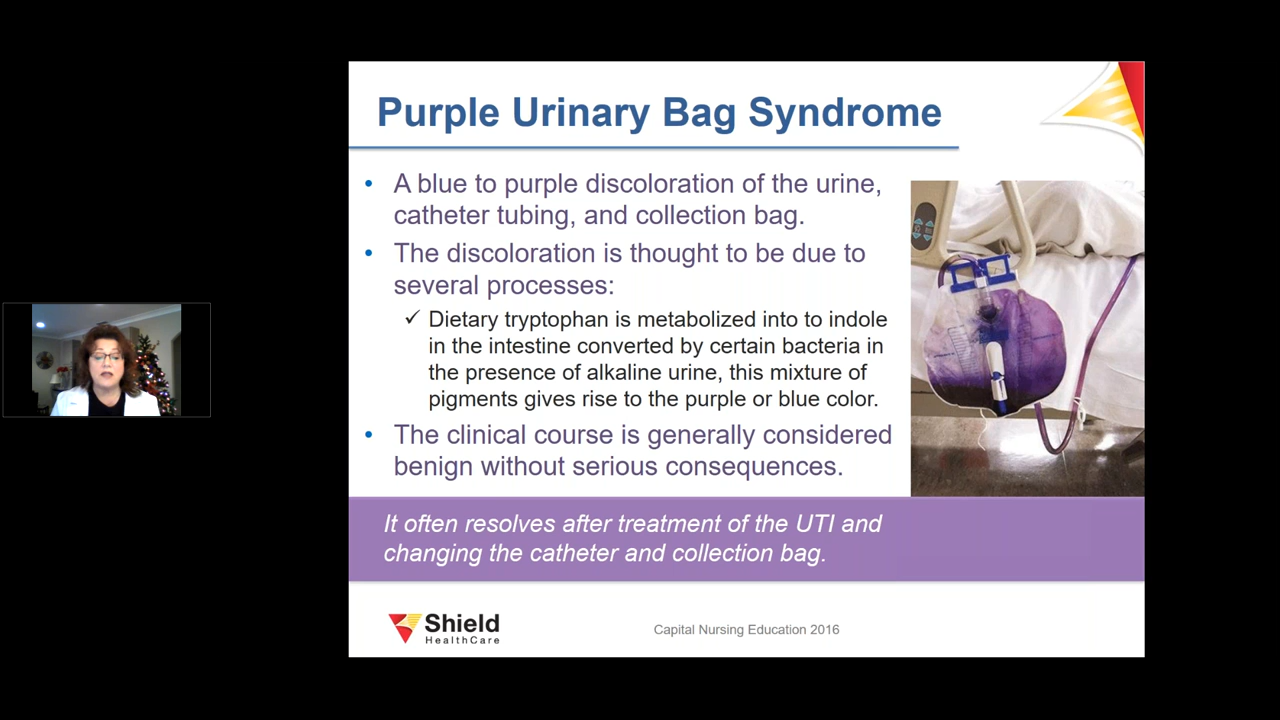 Purple Urinary Bag Syndrome
• A blue to purple discoloration of the urine,
catheter tubing, and collection bag.
• The discoloration is thought to be due to
several processes:
✓ Dietary tryptophan is metabolized into to indole
in the intestine converted by certain bacteria in
the presence of alkaline urine, this mixture of
pigments gives rise to the purple or blue color.
• The clinical course is generally considered
benign without serious consequences.
It often resolves after treatment of the UTI and
changing the catheter and collection bag.
Shield
HealthCare
Capital Nursing Education 2016